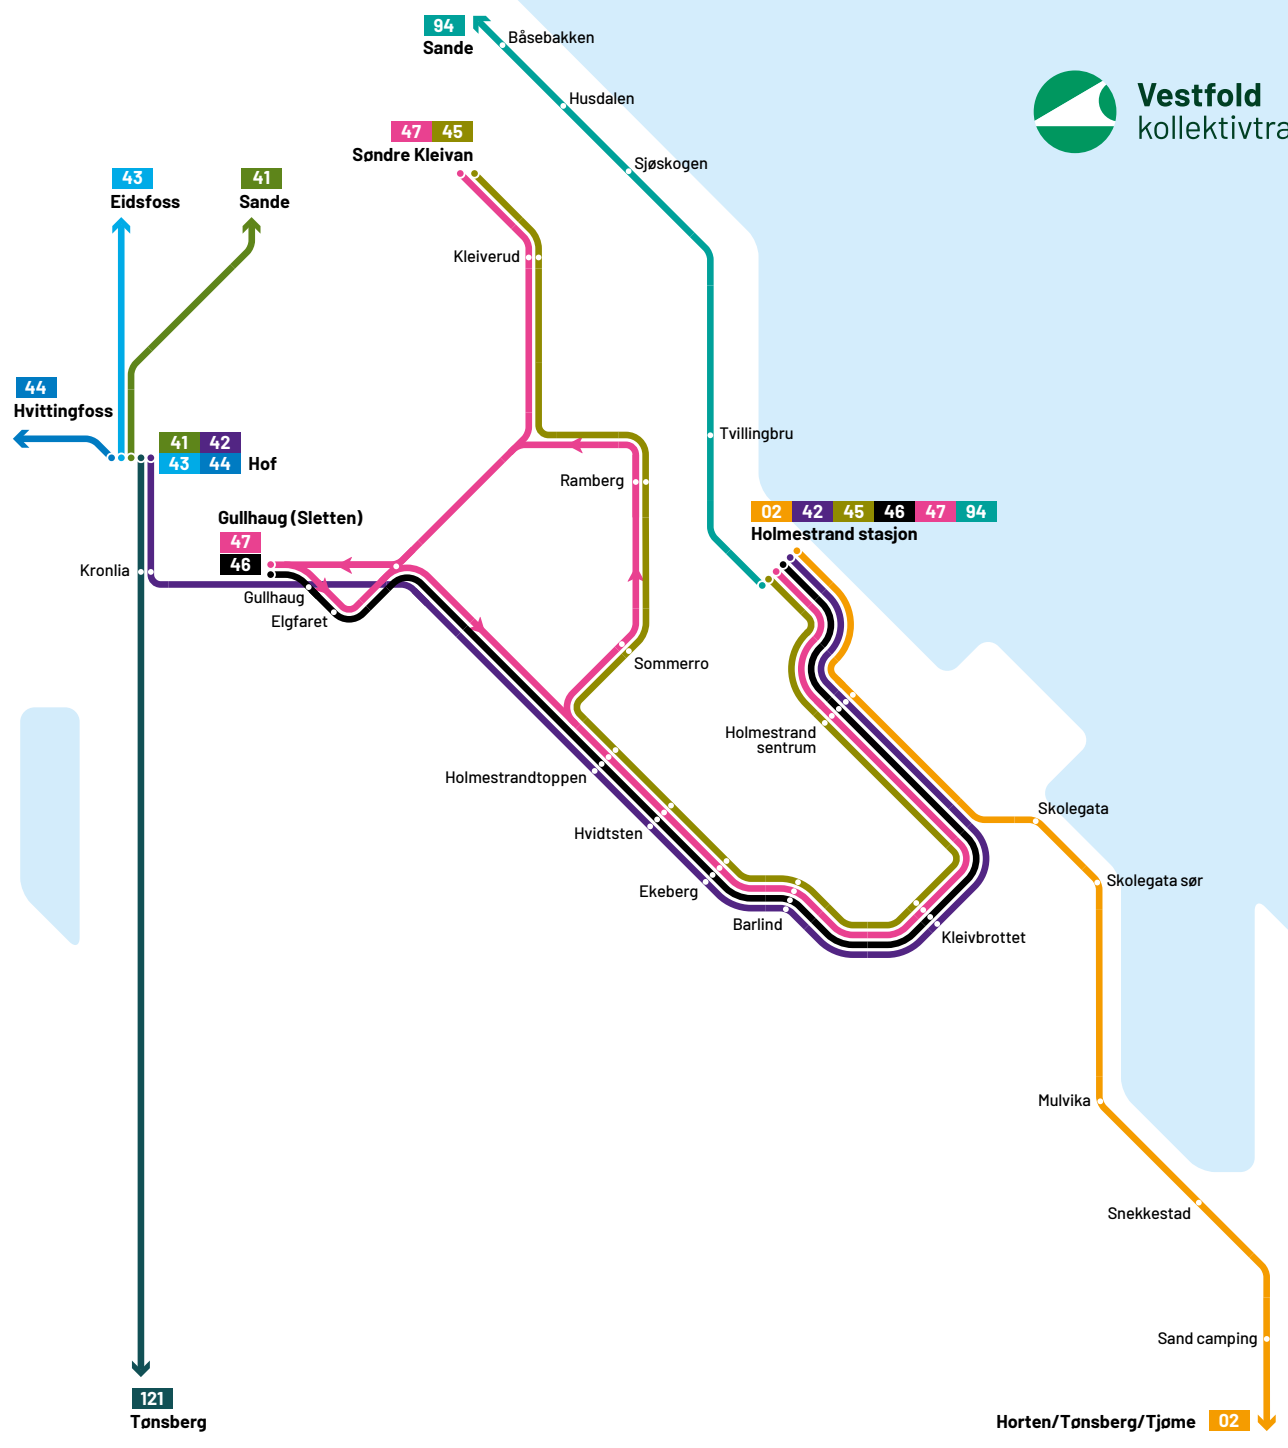 94
Sande
Båsebakken
Husdalen
Sjøskogen
Vestfold
kollektivtra
47 45
Søndre Kleivan
43
Eidsfoss
41
Sande
Kleiverud
44
Hvittingfoss
41 42
43 44 Hof
Tvillingbru
Ramberg
Gullhaug (Sletten)
47
46
02 42 45 46 47 94
Holmestrand stasjon
Kronlia
Gullhaug
Elgfaret
Sommerro
Holmestrand
sentrum
Holmestrandtoppen
Skolegata
Hvidtsten
Skolegata sør
Ekeberg
Barlind
Kleivbrottet
Mulvika
Snekkestad
Sand camping
121
Tønsberg
Horten/Tønsberg/Tjøme 02